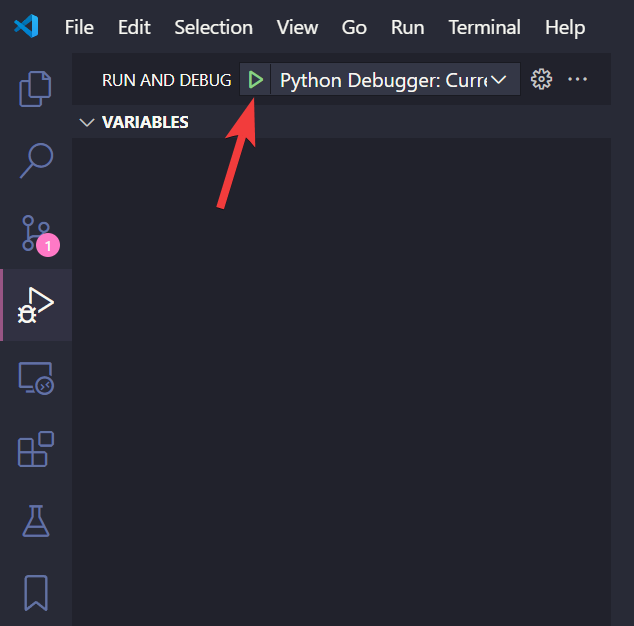 File Edit Selection View Go Run Terminal Help
RUN AND DEBUG Python Debugger: Curre
VARIABLES
1